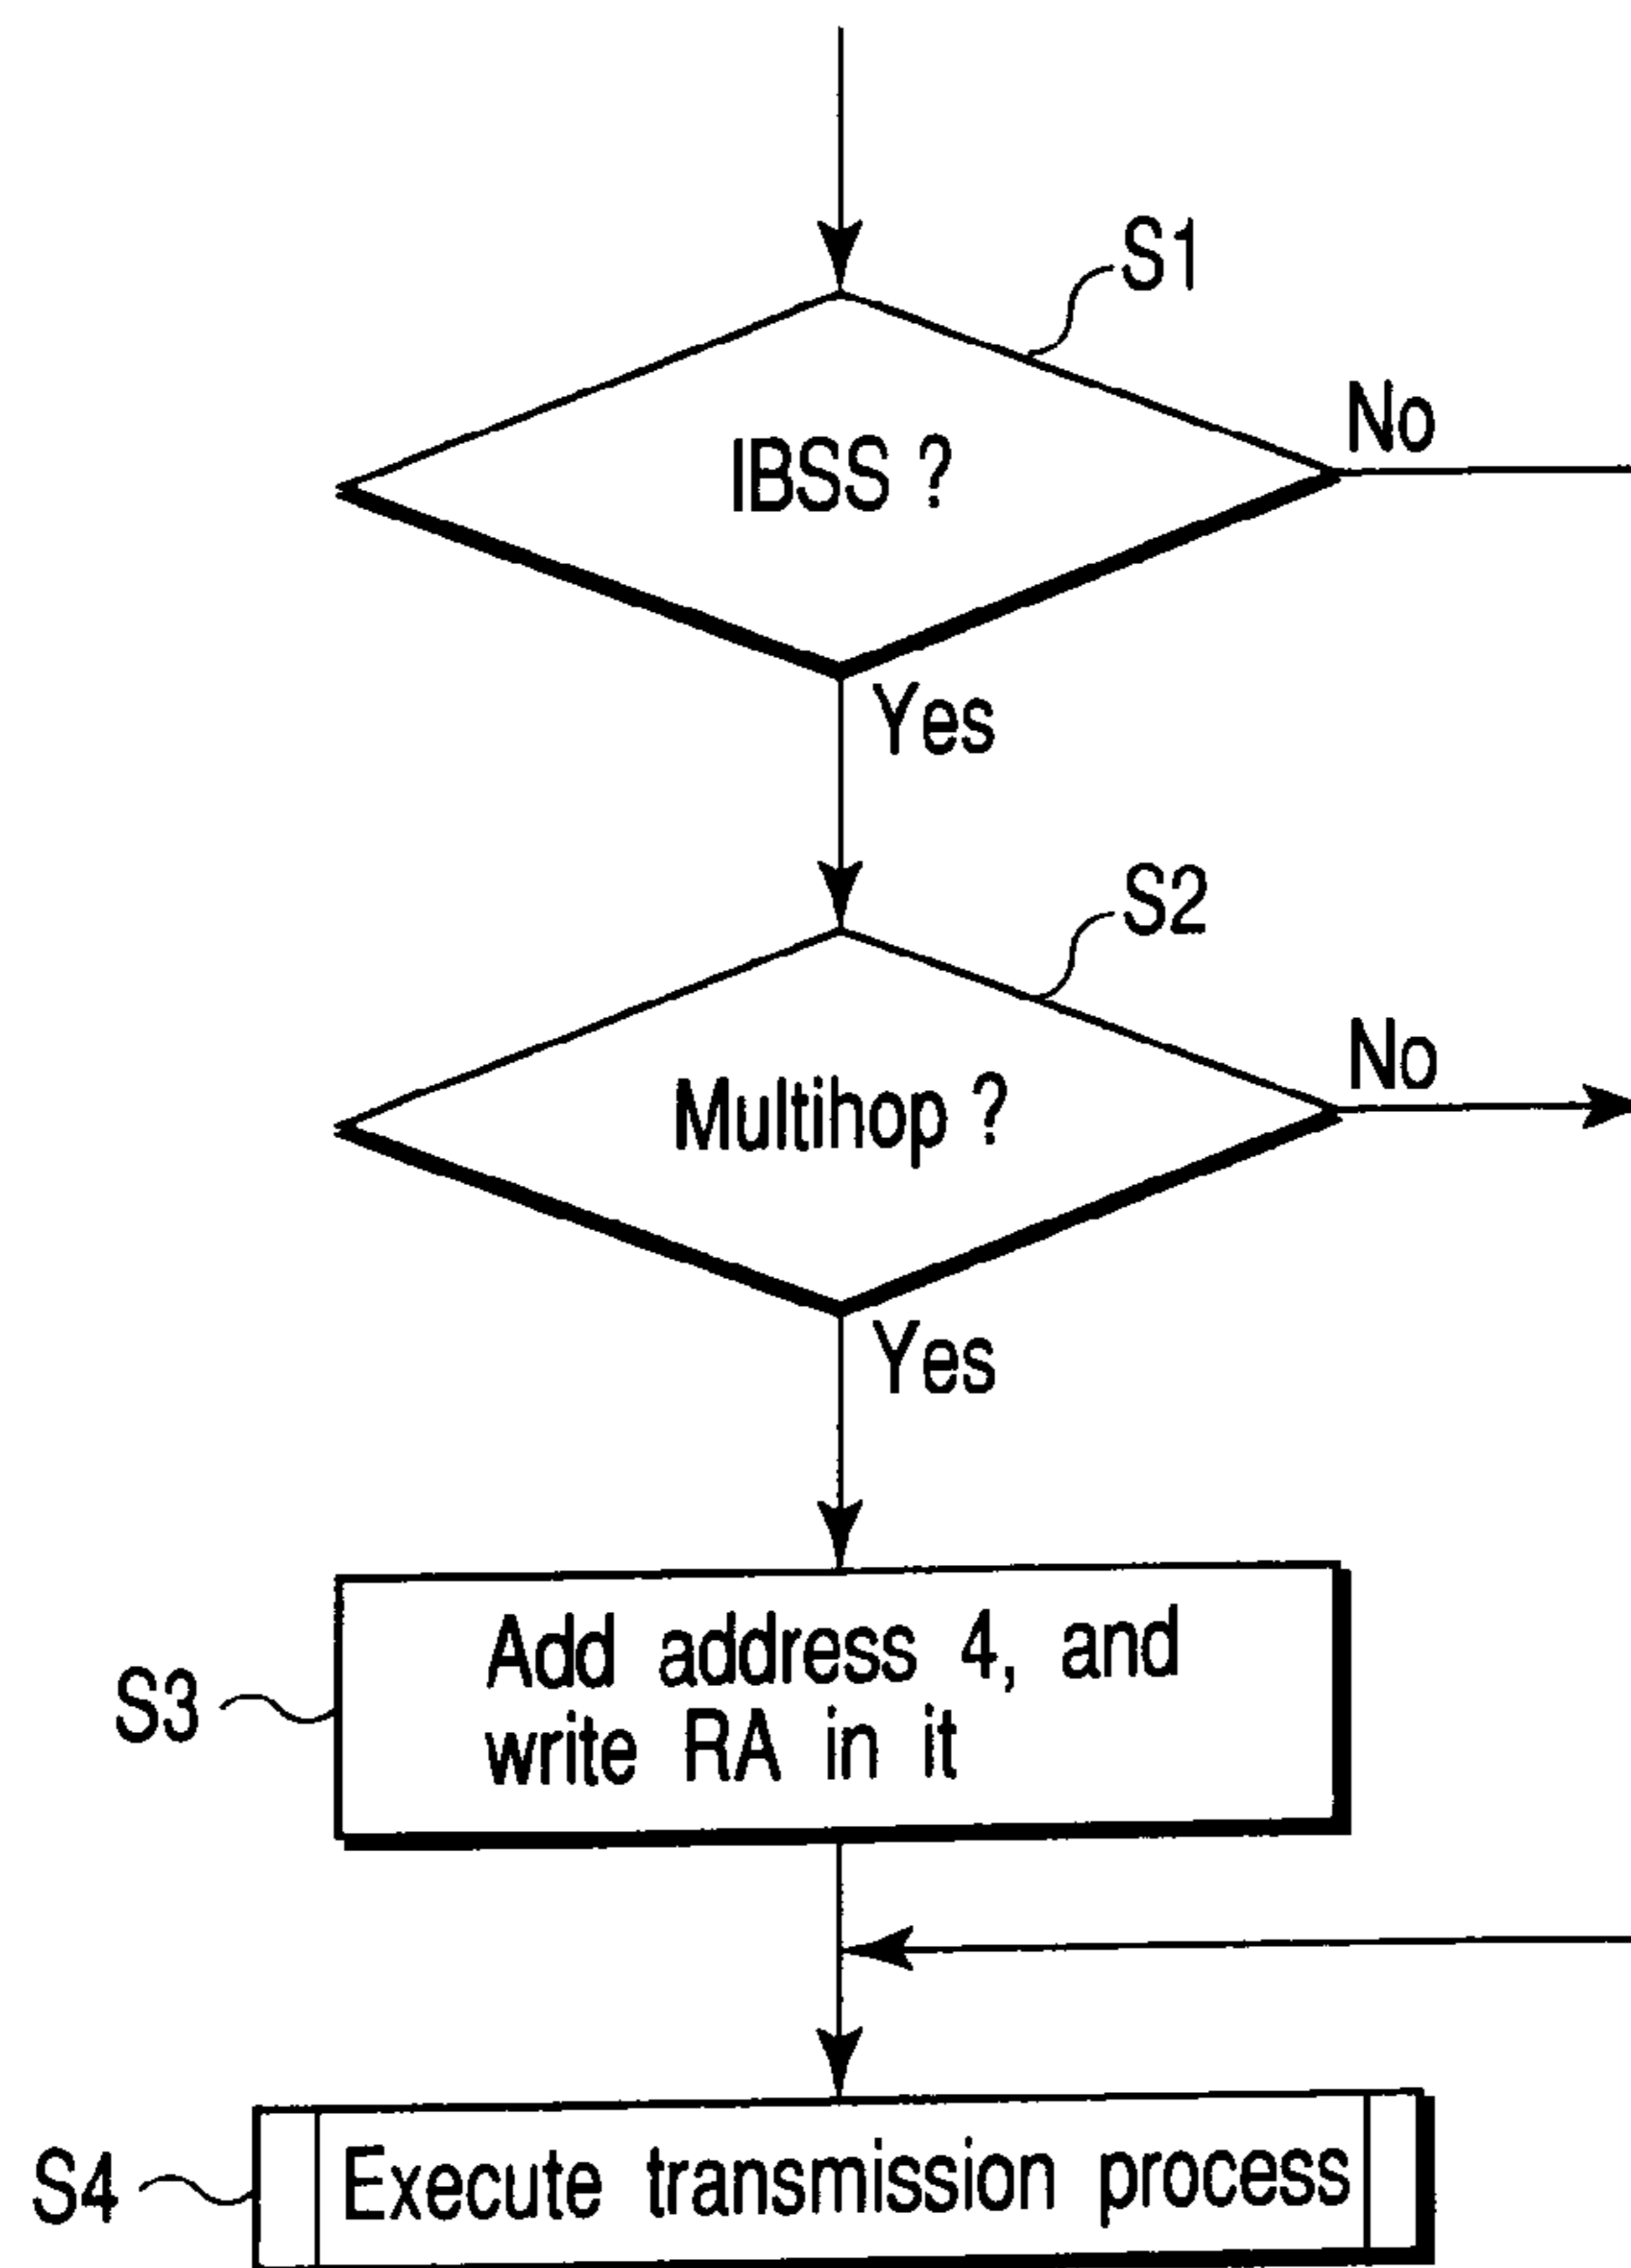 S1
IBSS ?
No
Yes
S2
Multihop ?
No
Yes
S3
Add address 4, and
write RA in it
S4
Execute transmission process